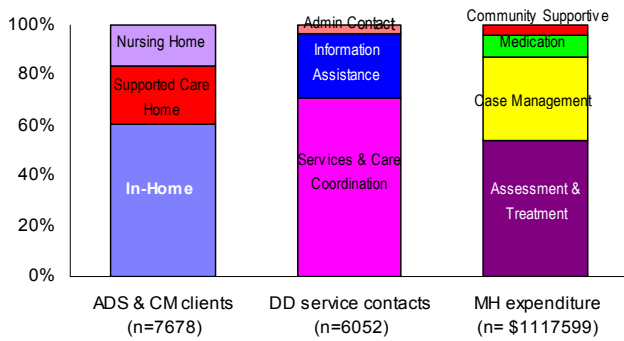 100%
80%
60%
40%
20%
0%
Nursing Home
Supported Care
Home
In-Home
Admin Contact
Information
Assistance
Services & Care
Coordination
Community Supportive
Medication
Case Management
Assessment &
Treatment
ADS & CM clients
(n=7678)
DD service contacts
(n=6052)
MH expenditure
(n= $1117599)